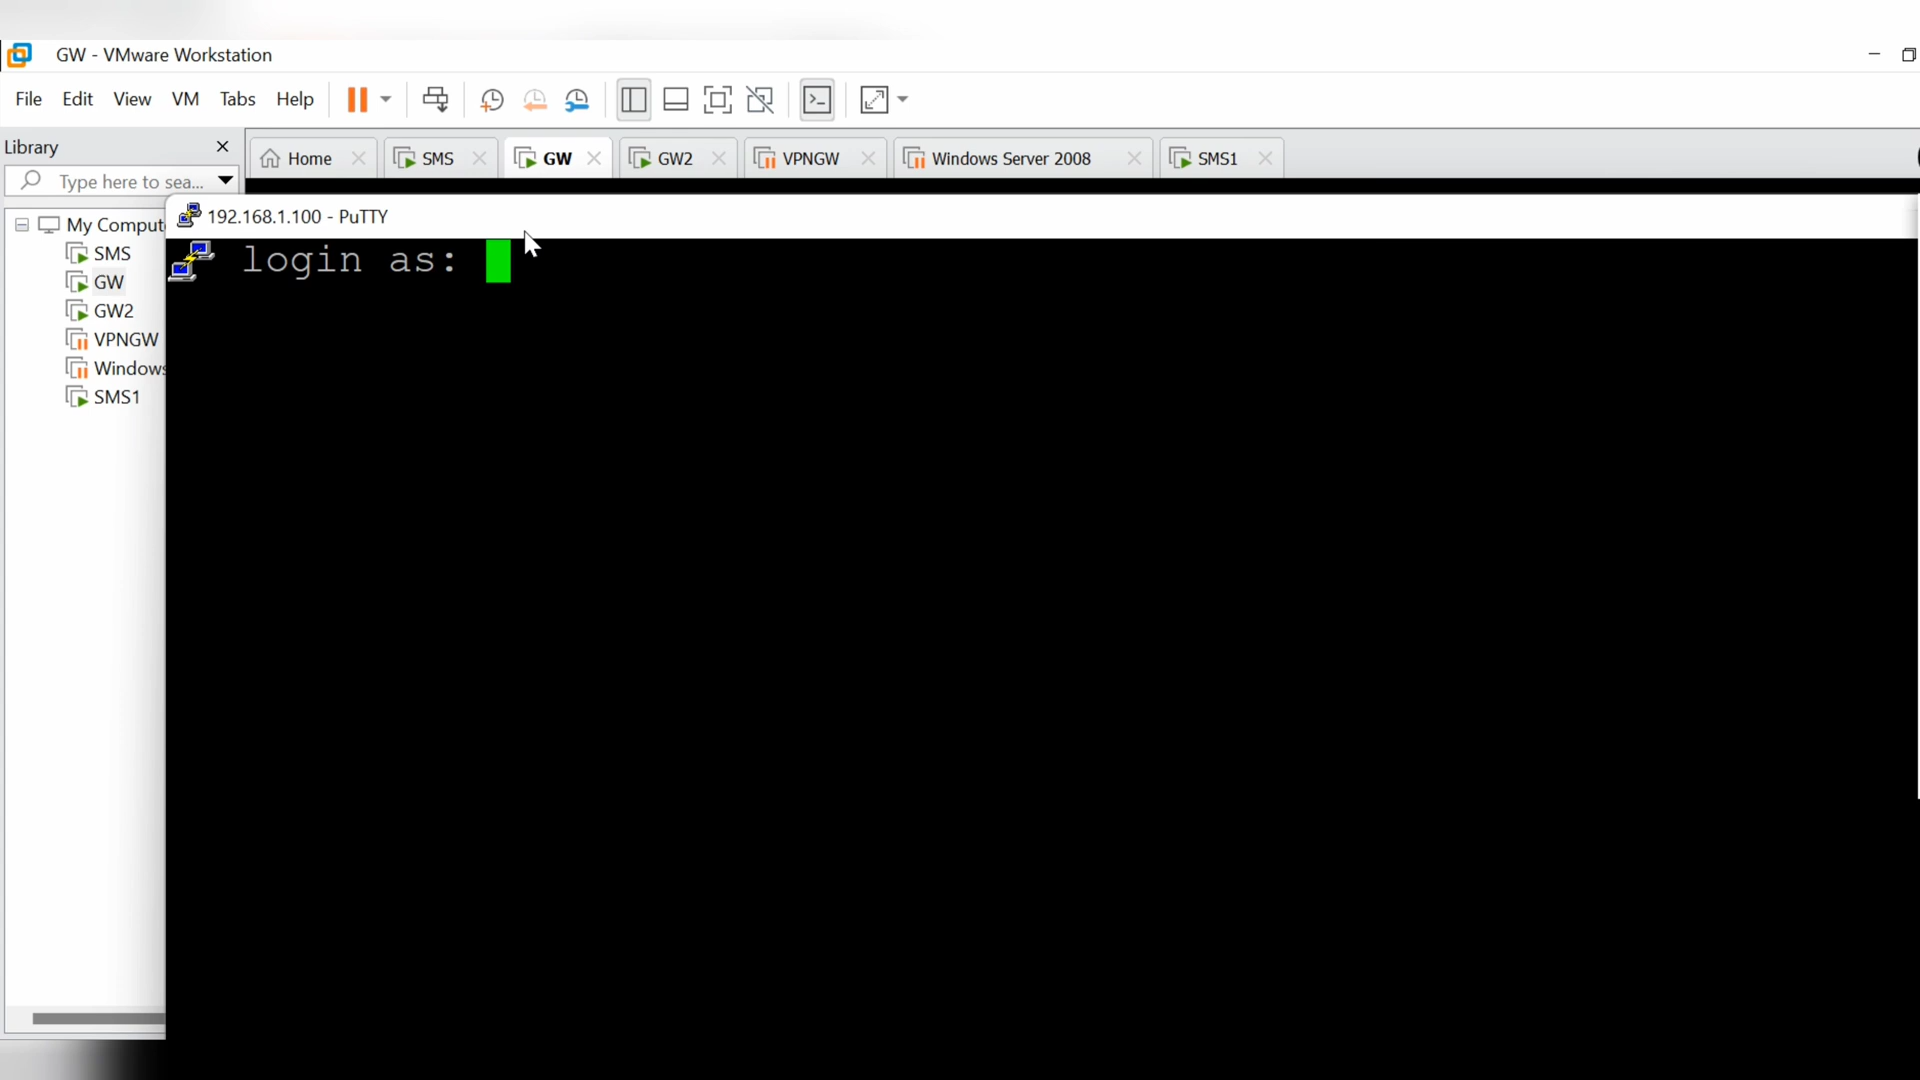 GW - VMware Workstation
File Edit View VM Tabs Help
Library
Home SMS GW GW2 VPNGW Windows Server 2008 SMS1
Type here to sea...
192.168.1.100 - PuTTY
My Comput
login as:
SMS
GW
GW2
VPNGW
Windows
SMS1